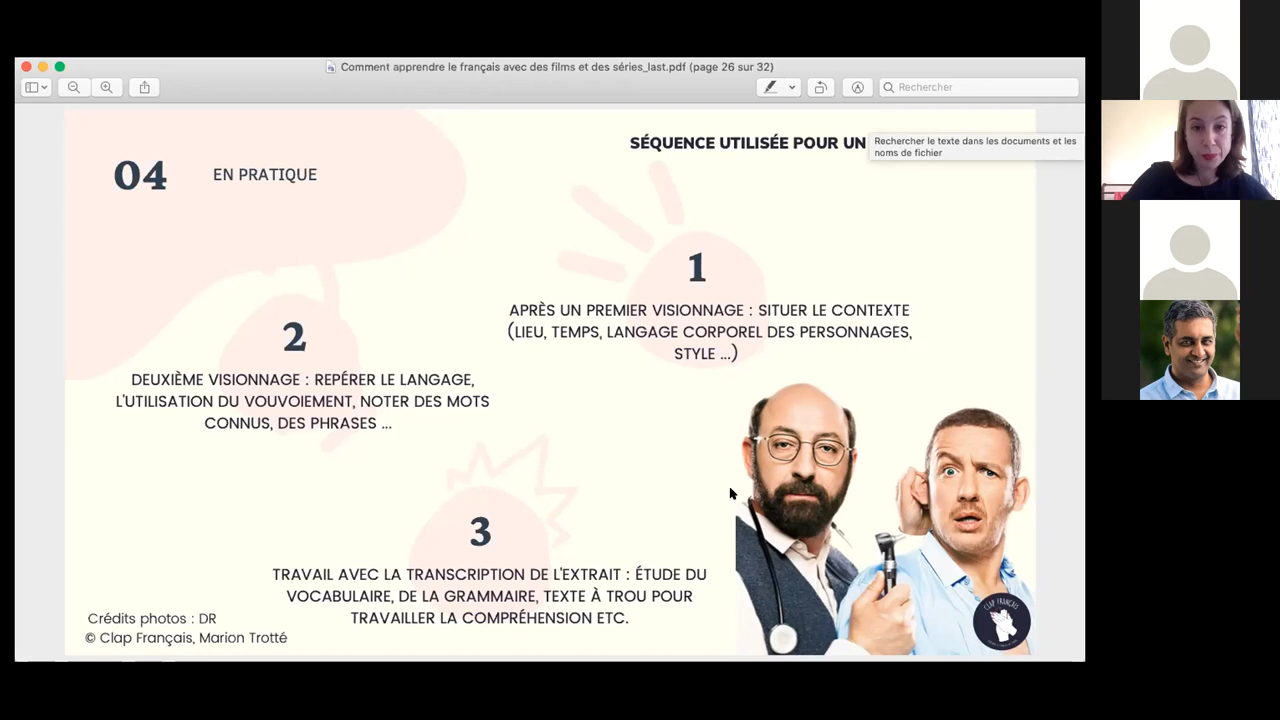 Comment apprendre le français avec des films et des séries_last.pdf (page 26 sur 32)
Rechercher
SÉQUENCE UTILISÉE POUR UN
Rechercher le texte dans les documents et les
noms de fichier
04
EN PRATIQUE
1
APRÈS UN PREMIER VISIONNAGE : SITUER LE CONTEXTE
(LIEU, TEMPS, LANGAGE CORPOREL DES PERSONNAGES,
STYLE ...)
2
DEUXIÈME VISIONNAGE : REPÉRER LE LANGAGE,
L'UTILISATION DU VOUVOIEMENT, NOTER DES MOTS
CONNUS, DES PHRASES ...
3
TRAVAIL AVEC LA TRANSCRIPTION DE L'EXTRAIT : ÉTUDE DU
VOCABULAIRE, DE LA GRAMMAIRE, TEXTE À TROU POUR
TRAVAILLER LA COMPRÉHENSION ETC.
Crédits photos : DR
© Clap Français, Marion Trotté
CLAP FRANÇAIS